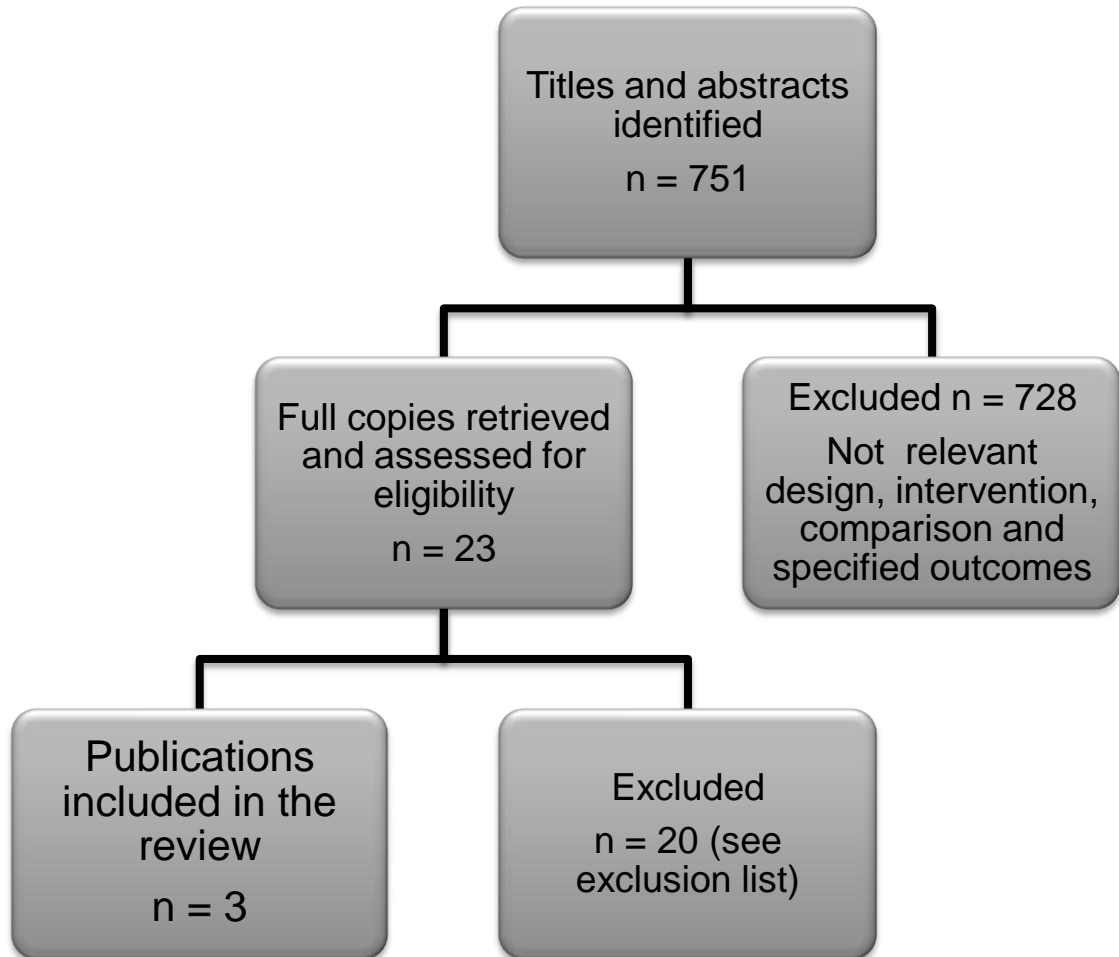 Titles and abstracts
identified
n = 751
Full copies retrieved
and assessed for
eligibility
n = 23
Excluded n = 728
Not  relevant
design, intervention,
comparison and
specified outcomes
Publications
included in the
review
n = 3
Excluded
n = 20 (see
exclusion list)